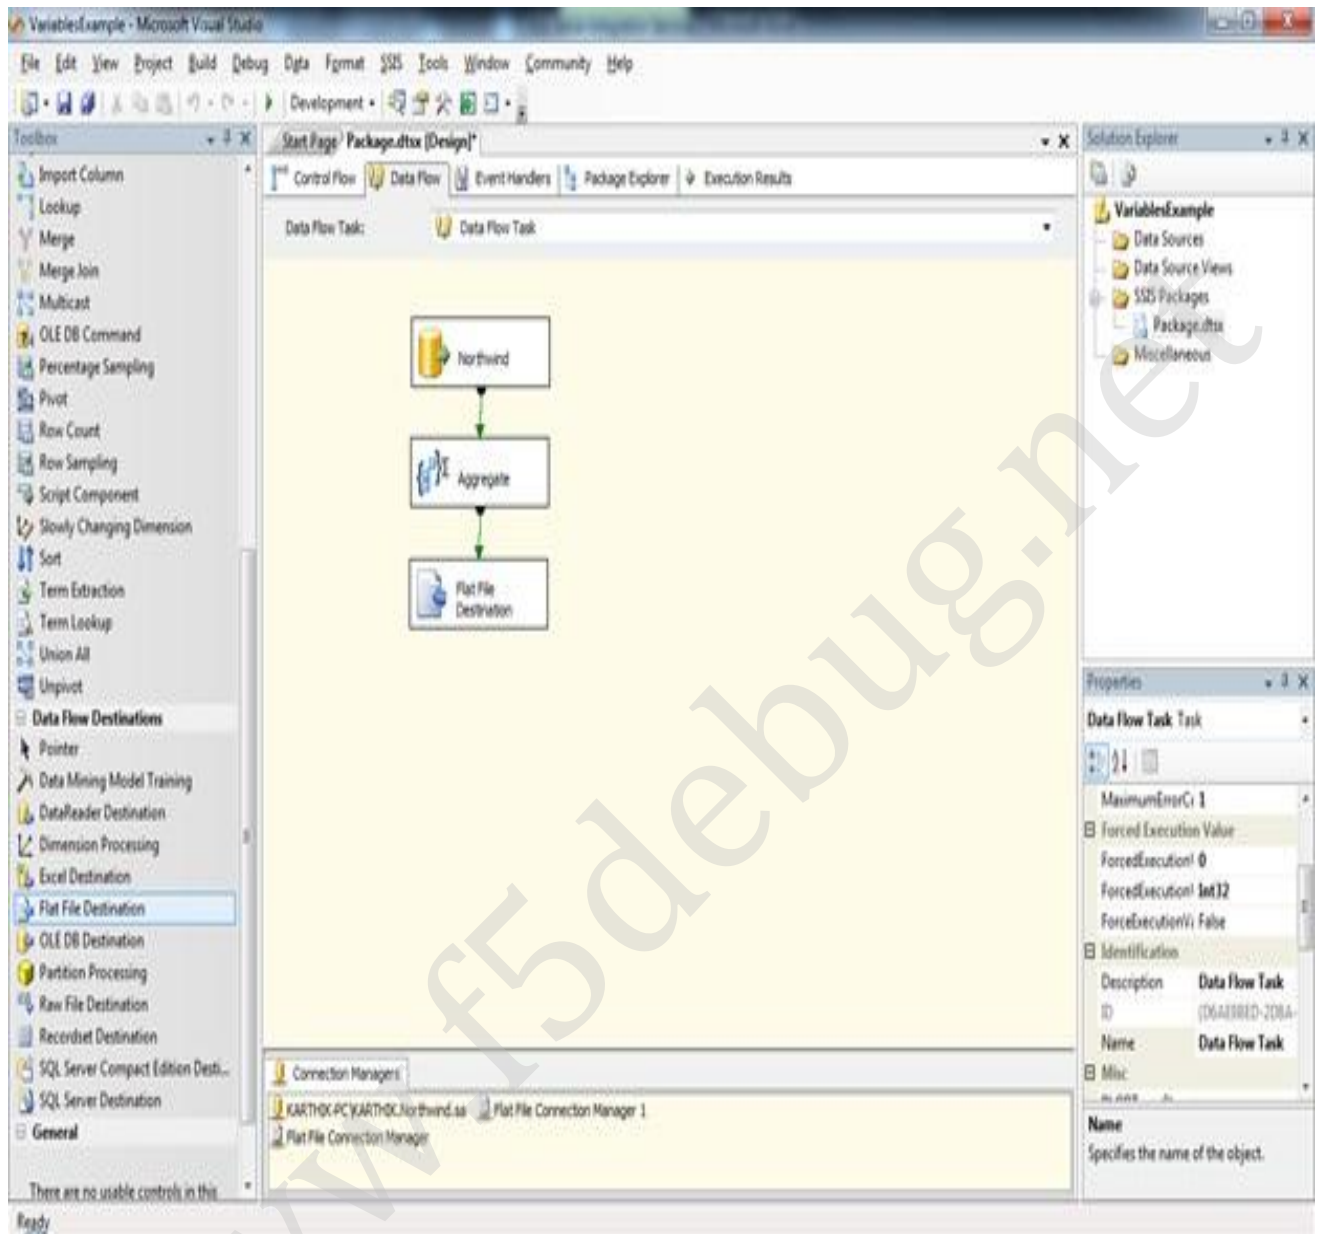 VariablesExample - Microsoft Visual Studio
File Edit View Project Build Debug Data Format SSIS Tools Window Community Help
Development
Toolbox
Import Column
Lookup
Merge
Merge Join
Multicast
OLE DB Command
Percentage Sampling
Pivot
Row Count
Row Sampling
Script Component
Slowly Changing Dimension
Sort
Term Extraction
Term Lookup
Union All
Unpivot
Data Flow Destinations
Pointer
Data Mining Model Training
DataReader Destination
Dimension Processing
Excel Destination
Flat File Destination
OLE DB Destination
Partition Processing
Raw File Destination
Recordset Destination
SQL Server Compact Edition Desti...
SQL Server Destination
General
There are no usable controls in this
Start Page Package.dtsx [Design]*
Control Flow Data Flow Event Handlers Package Explorer Execution Results
Data Flow Task: Data Flow Task
Northwind
Aggregate
Flat File
Destination
Connection Managers
KARTHIK-PC\KARTHIK.Northwind.sa Flat File Connection Manager 1
Flat File Connection Manager
Solution Explorer
VariablesExample
Data Sources
Data Source Views
SSIS Packages
Package.dtsx
Miscellaneous
Properties
Data Flow Task Task
MaximumErrorC 1
Forced Execution Value
ForcedExecution 0
ForcedExecution Int32
ForceExecutionV False
Identification
Description Data Flow Task
ID
Name Data Flow Task
Misc
Name
Specifies the name of the object.
Ready
w.f5debug.net